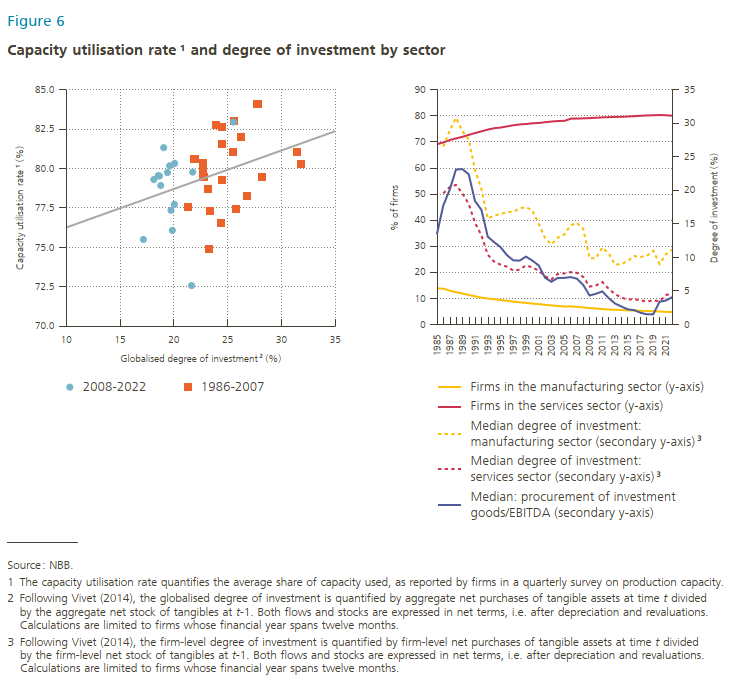 Figure 6
Capacity utilisation rate ¹ and degree of investment by sector
85.0
82.5
80.0
77.5
75.0
72.5
70.0
Capacity utilisation rate ¹ (%)
10 15 20 25 30 35
Globalised degree of investment ² (%)
2008-2022 1986-2007
90
80
70
60
50
40
30
20
10
0
% of firms
35
30
25
20
15
10
5
0
Degree of investment (%)
1985 1987 1989 1991 1993 1995 1997 1999 2001 2003 2005 2007 2009 2011 2013 2015 2017 2019 2021
Firms in the manufacturing sector (y-axis)
Firms in the services sector (y-axis)
Median degree of investment:
manufacturing sector (secondary y-axis) ³
Median degree of investment:
services sector (secondary y-axis) ³
Median: procurement of investment
goods/EBITDA (secondary y-axis)
Source: NBB.
1 The capacity utilisation rate quantifies the average share of capacity used, as reported by firms in a quarterly survey on production capacity.
2 Following Vivet (2014), the globalised degree of investment is quantified by aggregate net purchases of tangible assets at time t divided
by the aggregate net stock of tangibles at t-1. Both flows and stocks are expressed in net terms, i.e. after depreciation and revaluations.
Calculations are limited to firms whose financial year spans twelve months.
3 Following Vivet (2014), the firm-level degree of investment is quantified by firm-level net purchases of tangible assets at time t divided
by the firm-level net stock of tangibles at t-1. Both flows and stocks are expressed in net terms, i.e. after depreciation and revaluations.
Calculations are limited to firms whose financial year spans twelve months.